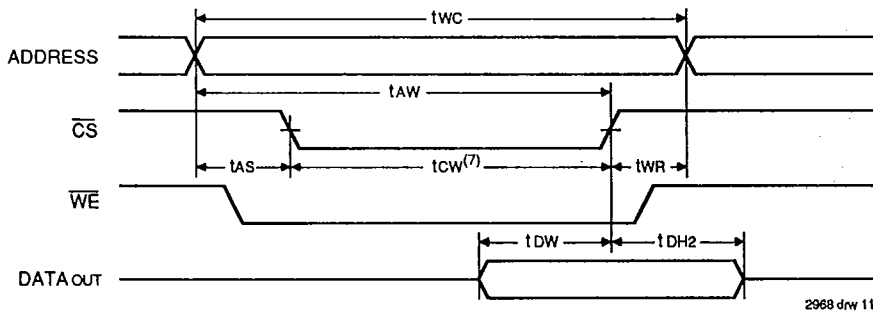 tWC
ADDRESS
tAW
CS
tAS tCW(7) tWR
WE
tDW tDH2
DATA OUT
2968 drw 11